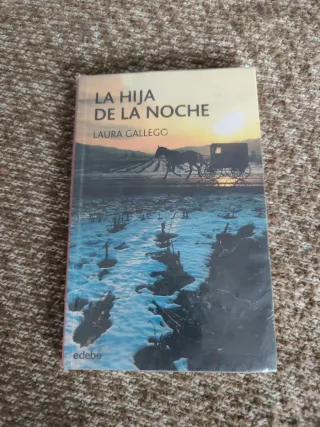 LA HIJA
DE LA NOCHE
LAURA GALLEGO
edebé